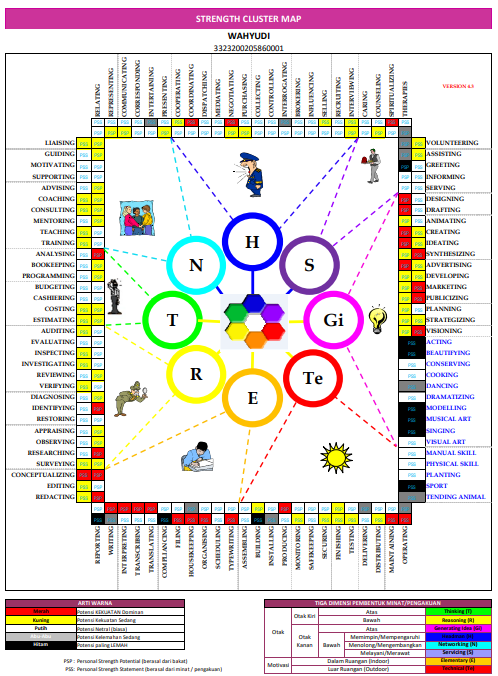 STRENGTH CLUSTER MAP
WAHYUDI
3323200205860001
VERSION 4.5
RELATING
REPRESENTING
COMMUNICATING
CORRESPONDING
ENTERTAINING
PRESENTING
COOPERATING
COORDINATING
DISPATCHING
MEDIATING
NEGOTIATING
PURCHASING
COLLECTING
CONTROLLING
INTERROGATING
BROKERING
INFLUENCING
SELLING
RECRUITING
INTERVIEWING
CARING
COUNSELING
SPIRITUALIZING
THERAPIES
LIAISING
GUIDING
MOTIVATING
SUPPORTING
ADVISING
COACHING
CONSULTING
MENTORING
TEACHING
TRAINING
ANALYSING
BOOKEEPING
PROGRAMMING
BUDGETING
CASHIERING
COSTING
ESTIMATING
AUDITING
EVALUATING
INSPECTING
INVESTIGATING
REVIEWING
VERIFYING
DIAGNOSING
IDENTIFYING
RESTORING
APPRAISING
OBSERVING
RESEARCHING
SURVEYING
CONCEPTUALIZING
EDITING
REDACTING
H
N
S
T
Gi
R
Te
E
VOLUNTEERING
ASSISTING
GREETING
INFORMING
SERVING
DESIGNING
DRAFTING
ANIMATING
CREATING
IDEATING
SYNTHESIZING
ADVERTISING
DEVELOPING
MARKETING
PUBLICIZING
PLANNING
STRATEGIZING
VISIONING
ACTING
BEAUTIFYING
CONSERVING
COOKING
DANCING
DRAMATIZING
MODELLING
MUSICAL ART
SINGING
VISUAL ART
MANUAL SKILL
PHYSICAL SKILL
PLANTING
SPORT
TENDING ANIMAL
REPORTING
WRITING
INTERPRETING
TRANSCRIBING
TRANSLATING
COMPLIANCING
FILING
HOUSEKEEPING
ORGANISING
SCHEDULING
TYPEWRITING
ASSEMBLING
BUILDING
INSTALLING
PRODUCING
MONITORING
SAFEKEEPING
SECURING
FINISHING
TESTING
DELIVERING
DISTRIBUTING
MAINTAINING
OPERATING
ARTI WARNA
Merah Potensi KEKUATAN Dominan
Kuning Potensi Kekuatan Sedang
Putih Potensi Netral (biasa)
Abu-Abu Potensi Kelemahan Sedang
Hitam Potensi paling LEMAH
PSP : Personal Strength Potential (berasal dari bakat)
PSS: Personal Strength Statement (berasal dari minat / pengakuan)
TIGA DIMENSI PEMBENTUK MINAT/PENGAKUAN
Otak
Otak Kiri
Atas Thinking (T)
Bawah Reasoning (R)
Otak Kanan
Atas Generating Idea (Gi)
Bawah
Memimpin/Mempengaruhi
Menolong/Mengembangkan Networking (N)
Melayani/Merawat Servicing (S)
Motivasi
Dalam Ruangan (Indoor) Elementary (E)
Luar Ruangan (Outdoor) Technical (Te)